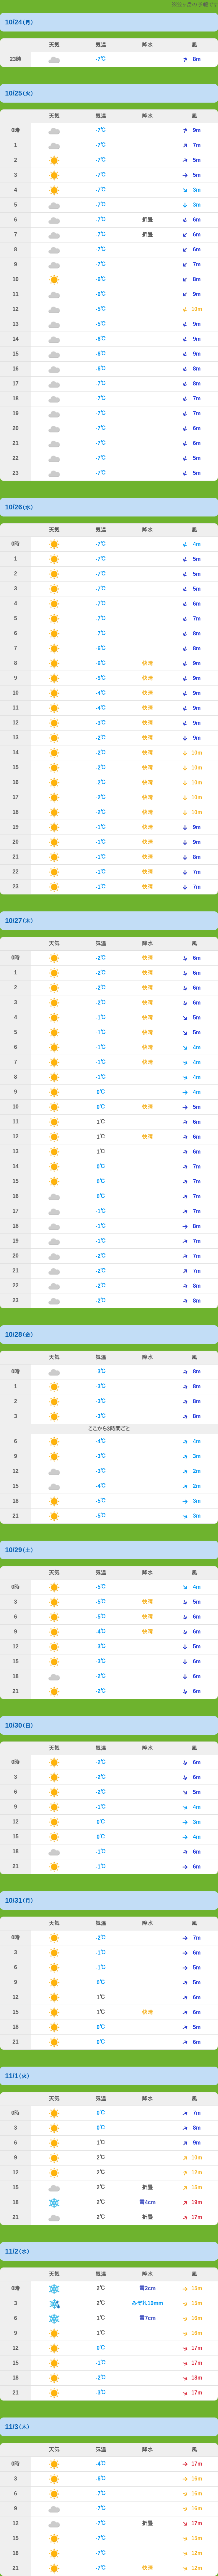 天気も温の予報です
10/24(月)
天気 気温 降水 風
23時 -7℃ 8m
10/25(火)
天気 気温 降水 風
0時 -7℃ 9m
1 -7℃ 7m
2 -7℃ 5m
3 -7℃ 5m
4 -7℃ 3m
5 -7℃ 3m
6 -7℃ 折畳 6m
7 -7℃ 折畳 6m
8 -7℃ 6m
9 -7℃ 7m
10 -6℃ 8m
11 -6℃ 9m
12 -5℃ 10m
13 -5℃ 9m
14 -6℃ 9m
15 -6℃ 9m
16 -6℃ 8m
17 -7℃ 8m
18 -7℃ 7m
19 -7℃ 7m
20 -7℃ 6m
21 -7℃ 6m
22 -7℃ 5m
23 -7℃ 5m
10/26(水)
天気 気温 降水 風
0時 -7℃ 4m
1 -7℃ 5m
2 -7℃ 5m
3 -7℃ 5m
4 -7℃ 6m
5 -7℃ 7m
6 -7℃ 8m
7 -6℃ 8m
8 -6℃ 快晴 9m
9 -5℃ 快晴 9m
10 -4℃ 快晴 9m
11 -4℃ 快晴 9m
12 -3℃ 快晴 9m
13 -2℃ 快晴 9m
14 -2℃ 快晴 10m
15 -2℃ 快晴 10m
16 -2℃ 快晴 10m
17 -2℃ 快晴 10m
18 -2℃ 快晴 10m
19 -1℃ 快晴 9m
20 -1℃ 快晴 9m
21 -1℃ 快晴 8m
22 -1℃ 快晴 7m
23 -1℃ 快晴 7m
10/27(木)
天気 気温 降水 風
0時 -2℃ 快晴 6m
1 -2℃ 快晴 6m
2 -2℃ 快晴 6m
3 -2℃ 快晴 6m
4 -1℃ 快晴 5m
5 -1℃ 快晴 5m
6 -1℃ 快晴 4m
7 -1℃ 快晴 4m
8 -1℃ 4m
9 0℃ 4m
10 0℃ 快晴 5m
11 1℃ 6m
12 1℃ 快晴 6m
13 1℃ 6m
14 0℃ 7m
15 0℃ 7m
16 0℃ 7m
17 -1℃ 7m
18 -1℃ 8m
19 -2℃ 7m
20 -2℃ 7m
21 -2℃ 7m
22 -2℃ 8m
23 -2℃ 8m
10/28(金)
天気 気温 降水 風
0時 -3℃ 8m
1 -3℃ 8m
2 -3℃ 8m
3 -3℃ 8m
ここから3時間ごと
6 -4℃ 4m
9 -3℃ 3m
12 -3℃ 2m
15 -4℃ 2m
18 -5℃ 3m
21 -5℃ 3m
10/29(土)
天気 気温 降水 風
0時 -5℃ 4m
3 -5℃ 快晴 5m
6 -5℃ 快晴 6m
9 -4℃ 快晴 6m
12 -3℃ 5m
15 -3℃ 6m
18 -2℃ 6m
21 -2℃ 6m
10/30(日)
天気 気温 降水 風
0時 -2℃ 6m
3 -2℃ 6m
6 -2℃ 5m
9 -1℃ 4m
12 0℃ 3m
15 0℃ 4m
18 -1℃ 6m
21 -1℃ 6m
10/31(月)
天気 気温 降水 風
0時 -2℃ 7m
3 -1℃ 6m
6 -1℃ 5m
9 0℃ 5m
12 1℃ 6m
15 1℃ 快晴 6m
18 0℃ 5m
21 0℃ 6m
11/1(火)
天気 気温 降水 風
0時 0℃ 7m
3 0℃ 8m
6 1℃ 9m
9 2℃ 10m
12 2℃ 12m
15 2℃ 折畳 15m
18 2℃ 雪4cm 19m
21 2℃ 折畳 17m
11/2(水)
天気 気温 降水 風
0時 2℃ 雪2cm 15m
3 2℃ みぞれ10mm 15m
6 1℃ 雪7cm 16m
9 1℃ 16m
12 0℃ 17m
15 -1℃ 17m
18 -2℃ 18m
21 -3℃ 17m
11/3(木)
天気 気温 降水 風
0時 -4℃ 17m
3 -6℃ 16m
6 -7℃ 16m
9 -7℃ 16m
12 -7℃ 折畳 17m
15 -7℃ 15m
18 -7℃ 12m
21 -7℃ 快晴 12m